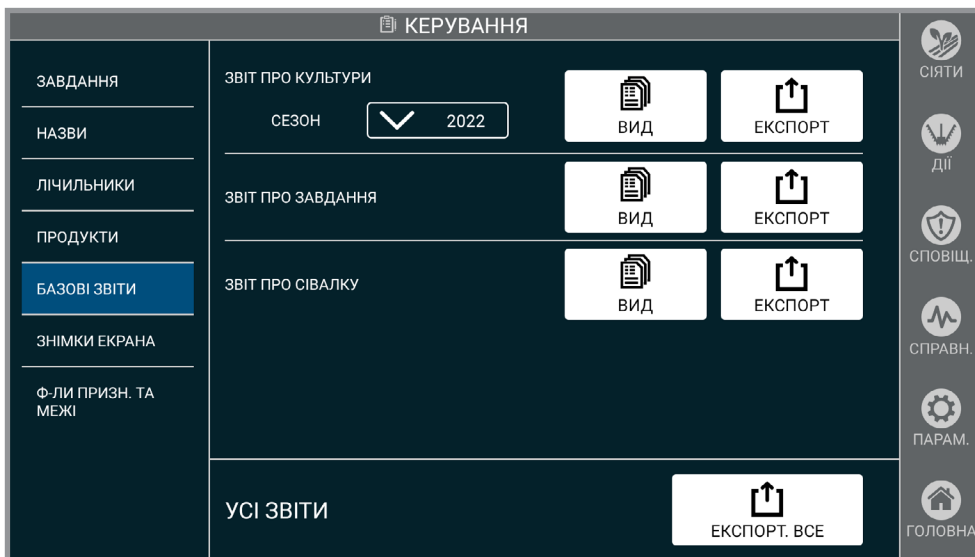 КЕРУВАННЯ
ЗАВДАННЯ
НАЗВИ
ЛІЧИЛЬНИКИ
ПРОДУКТИ
БАЗОВІ ЗВІТИ
ЗНІМКИ ЕКРАНА
Ф-ЛИ ПРИЗН. ТА
МЕЖІ
ЗВІТ ПРО КУЛЬТУРИ
СЕЗОН 2022
ВИД ЕКСПОРТ
ЗВІТ ПРО ЗАВДАННЯ
ВИД ЕКСПОРТ
ЗВІТ ПРО СІВАЛКУ
ВИД ЕКСПОРТ
УСІ ЗВІТИ
ЕКСПОРТ. ВСЕ
СІЯТИ
ДІЇ
СПОВІЩ.
СПРАВН.
ПАРАМ.
ГОЛОВНА